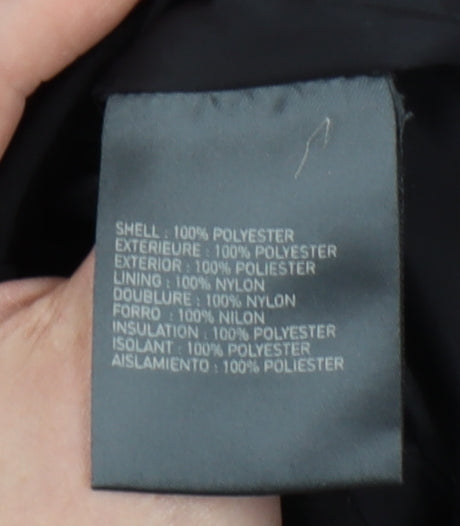 SHELL : 100% POLYESTER
EXTERIEURE : 100% POLYESTER
EXTERIOR : 100% POLIESTER
LINING : 100% NYLON
DOUBLURE : 100% NYLON
FORRO : 100% NILON
INSULATION : 100% POLYESTER
ISOLANT : 100% POLYESTER
AISLAMIENTO : 100% POLIESTER